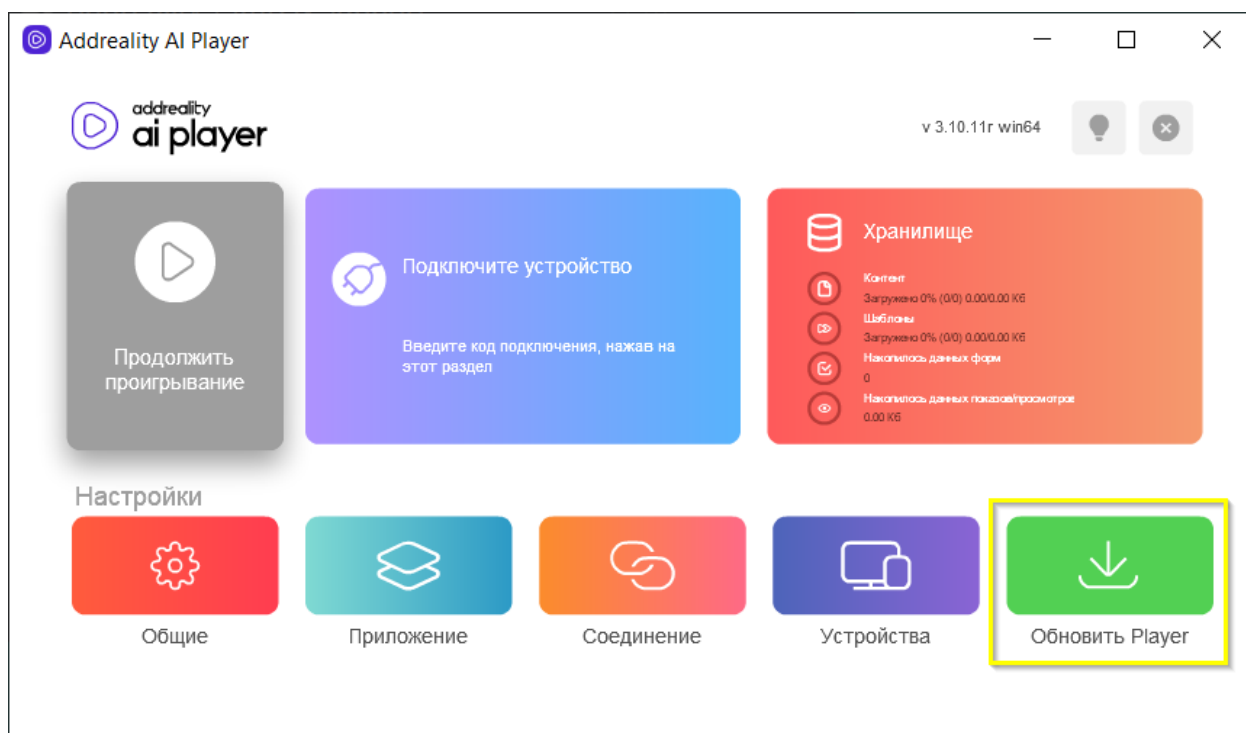 Addreality AI Player
addreality
ai player
v 3.10.11r win64
Продолжить
проигрывание
Подключите устройство
Введите код подключения, нажав на
этот раздел
Хранилище
Контент
Загружено 0% (0/0) 0.00/0.00 Кб
Шаблоны
Загружено 0% (0/0) 0.00/0.00 Кб
Накопилось данных форм
0
Накопилось данных показов/просмотров
0.00 Кб
Настройки
Общие
Приложение
Соединение
Устройства
Обновить Player